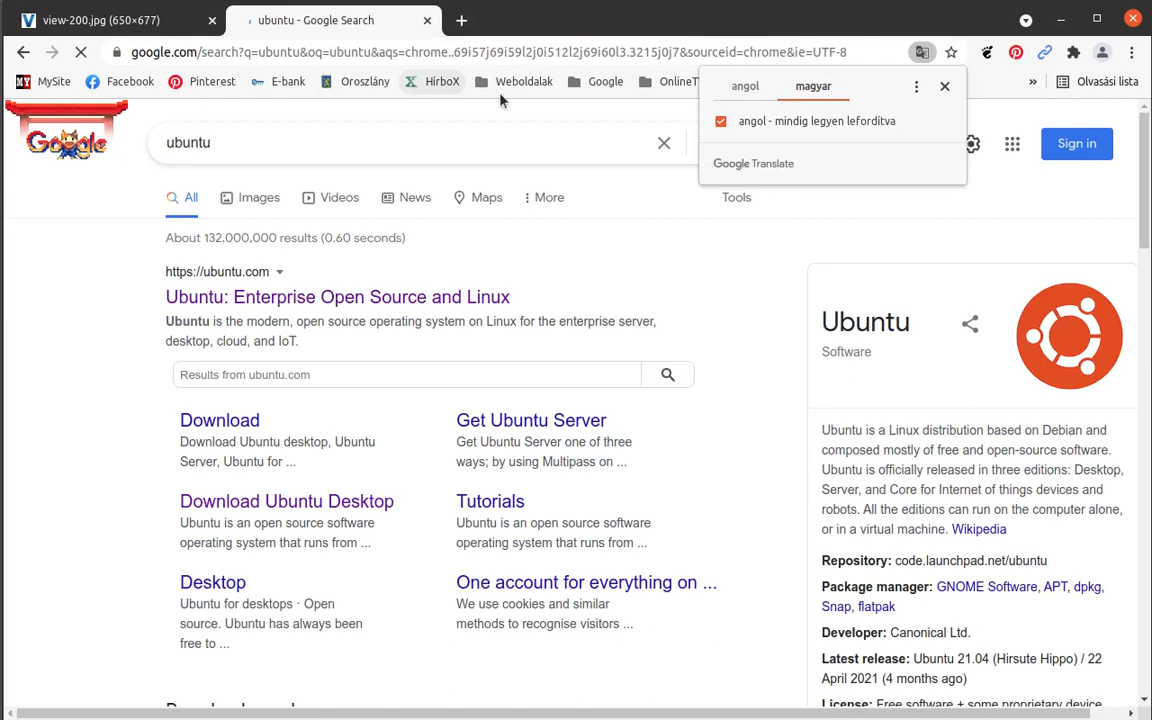 view-200.jpg (650×677)
ubuntu - Google Search
google.com/search?q=ubuntu&oq=ubuntu&aqs=chrome..69i57j69i59l2j0i512l2j69i60l3.3215j0j7&sourceid=chrome&ie=UTF-8
MY MySite Facebook Pinterest E-bank Oroszlány HírboX Weboldalak Google OnlineT » Olvasási lista
angol magyar
angol - mindig legyen lefordítva
Google Translate
Google
ubuntu
Sign in
All Images Videos News Maps More Tools
About 132,000,000 results (0.60 seconds)
https://ubuntu.com
Ubuntu: Enterprise Open Source and Linux
Ubuntu is the modern, open source operating system on Linux for the enterprise server,
desktop, cloud, and IoT.
Results from ubuntu.com
Download
Download Ubuntu desktop, Ubuntu
Server, Ubuntu for ...
Get Ubuntu Server
Get Ubuntu Server one of three
ways; by using Multipass on ...
Download Ubuntu Desktop
Ubuntu is an open source software
operating system that runs from ...
Tutorials
Ubuntu is an open source software
operating system that runs from ...
Desktop
Ubuntu for desktops · Open
source. Ubuntu has always been
free to ...
One account for everything on ...
We use cookies and similar
methods to recognise visitors ...
Ubuntu
Software
Ubuntu is a Linux distribution based on Debian and
composed mostly of free and open-source software.
Ubuntu is officially released in three editions: Desktop,
Server, and Core for Internet of things devices and
robots. All the editions can run on the computer alone,
or in a virtual machine. Wikipedia
Repository: code.launchpad.net/ubuntu
Package manager: GNOME Software, APT, dpkg,
Snap, flatpak
Developer: Canonical Ltd.
Latest release: Ubuntu 21.04 (Hirsute Hippo) / 22
April 2021 (4 months ago)
License: Free software + some proprietary device